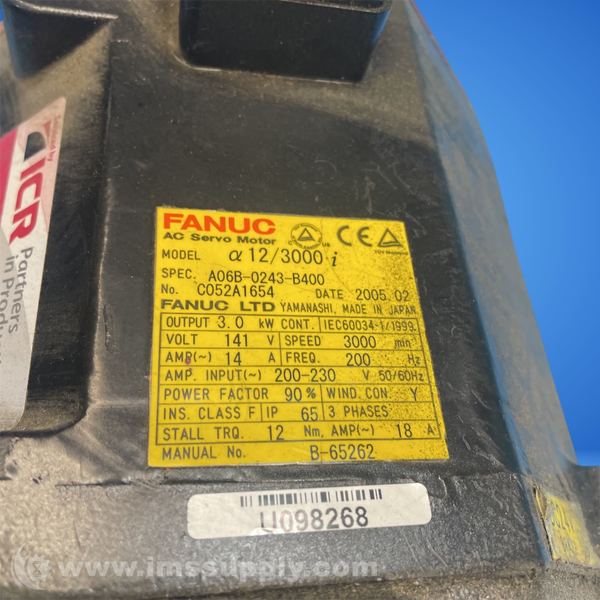 ICR
Partners
in
FANUC
AC Servo Motor
MODEL α 12/3000 i
SPEC. A06B-0243-B400
No. C052A1654 DATE 2005.02
FANUC LTD YAMANASHI, MADE IN JAPAN
OUTPUT 3.0 kW CONT. IEC60034-1/1999
VOLT 141 V SPEED 3000 min⁻¹
AMP(~) 14 A FREQ. 200 Hz
AMP. INPUT(~) 200-230 V 50/60Hz
POWER FACTOR 90% WIND.CON. Y
INS. CLASS F IP 65 3 PHASES
STALL TRQ. 12 Nm, AMP(~) 18 A
MANUAL No. B-65262
U098268
www.imssupply.com